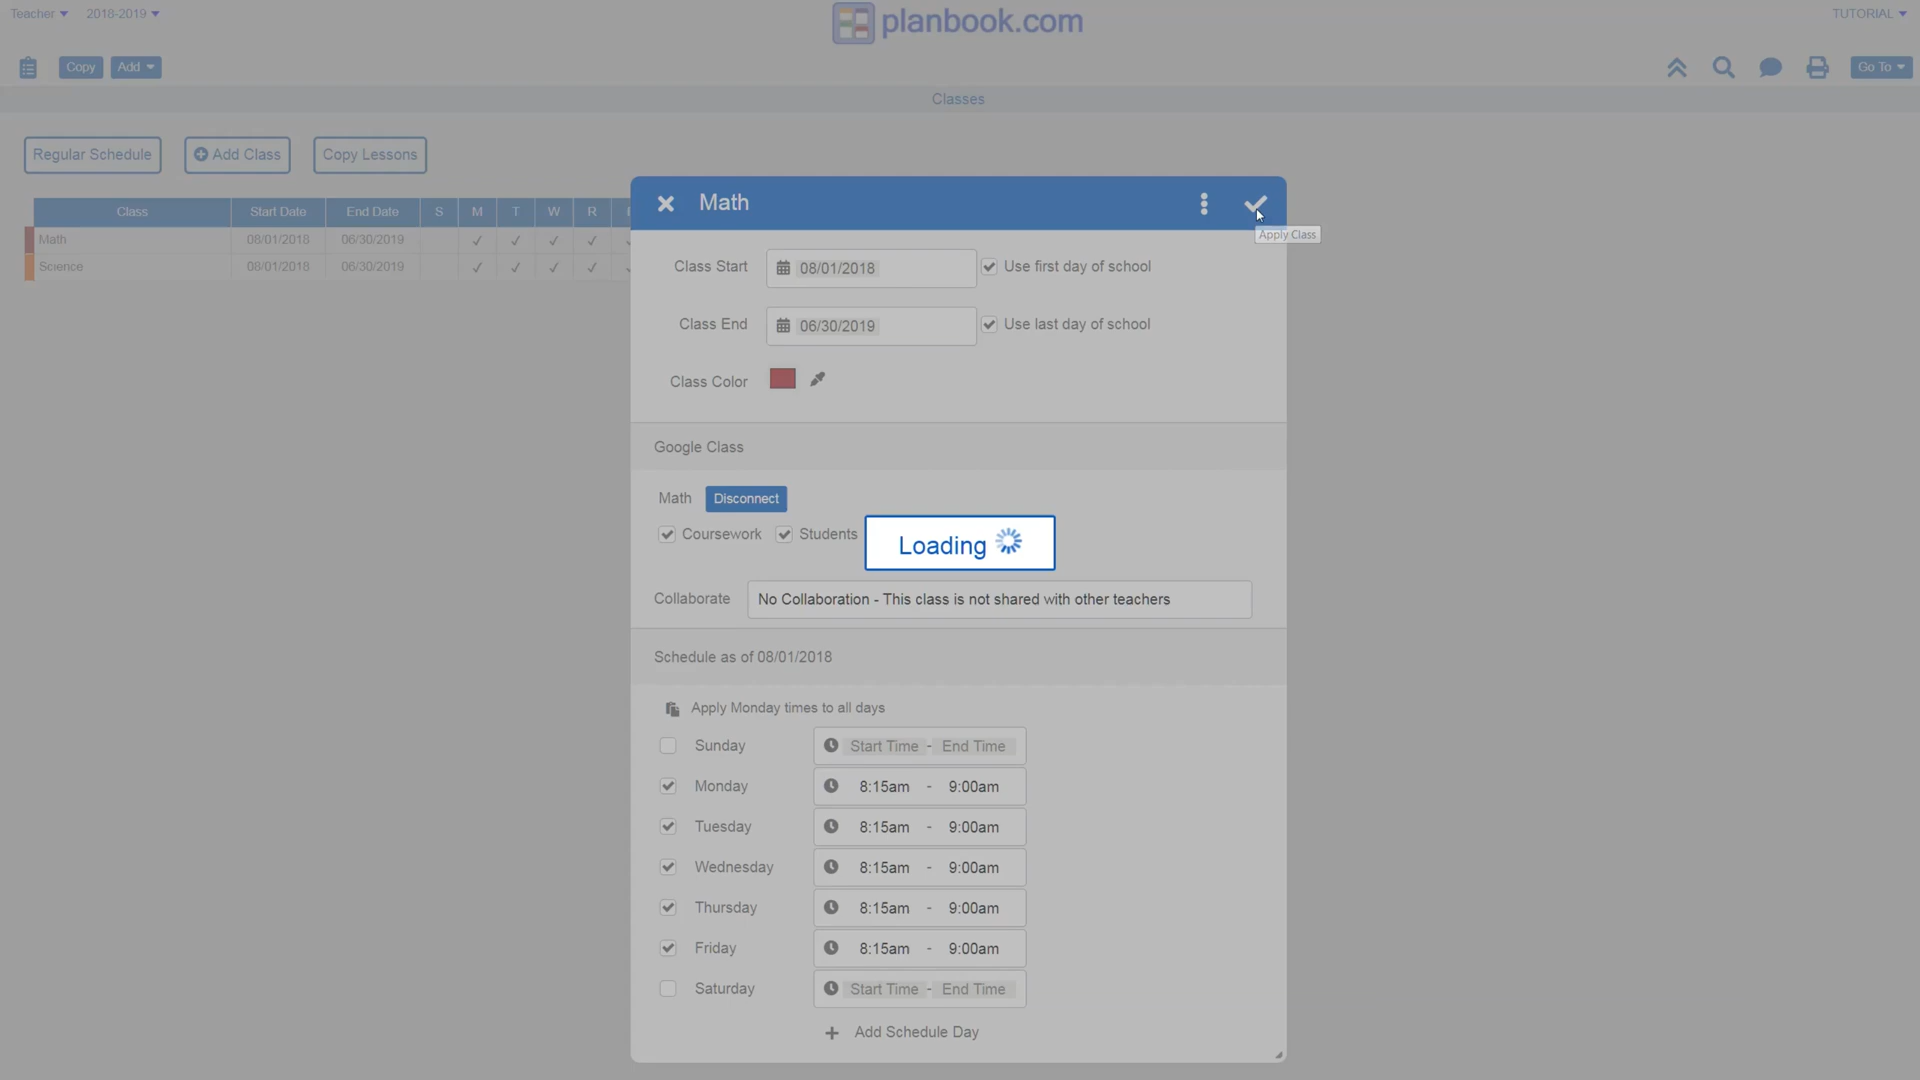 Teacher 2018-2019 planbook.com TUTORIAL
Copy Add Go To
Classes
Regular Schedule Add Class Copy Lessons
Class Start Date End Date S M T W R
Math 08/01/2018 06/30/2019
Science 08/01/2018 06/30/2019
Math
Apply Class
Class Start 08/01/2018 Use first day of school
Class End 06/30/2019 Use last day of school
Class Color
Google Class
Math Disconnect
Coursework Students
Loading
Collaborate No Collaboration - This class is not shared with other teachers
Schedule as of 08/01/2018
Apply Monday times to all days
Sunday Start Time - End Time
Monday 8:15am - 9:00am
Tuesday 8:15am - 9:00am
Wednesday 8:15am - 9:00am
Thursday 8:15am - 9:00am
Friday 8:15am - 9:00am
Saturday Start Time - End Time
+ Add Schedule Day